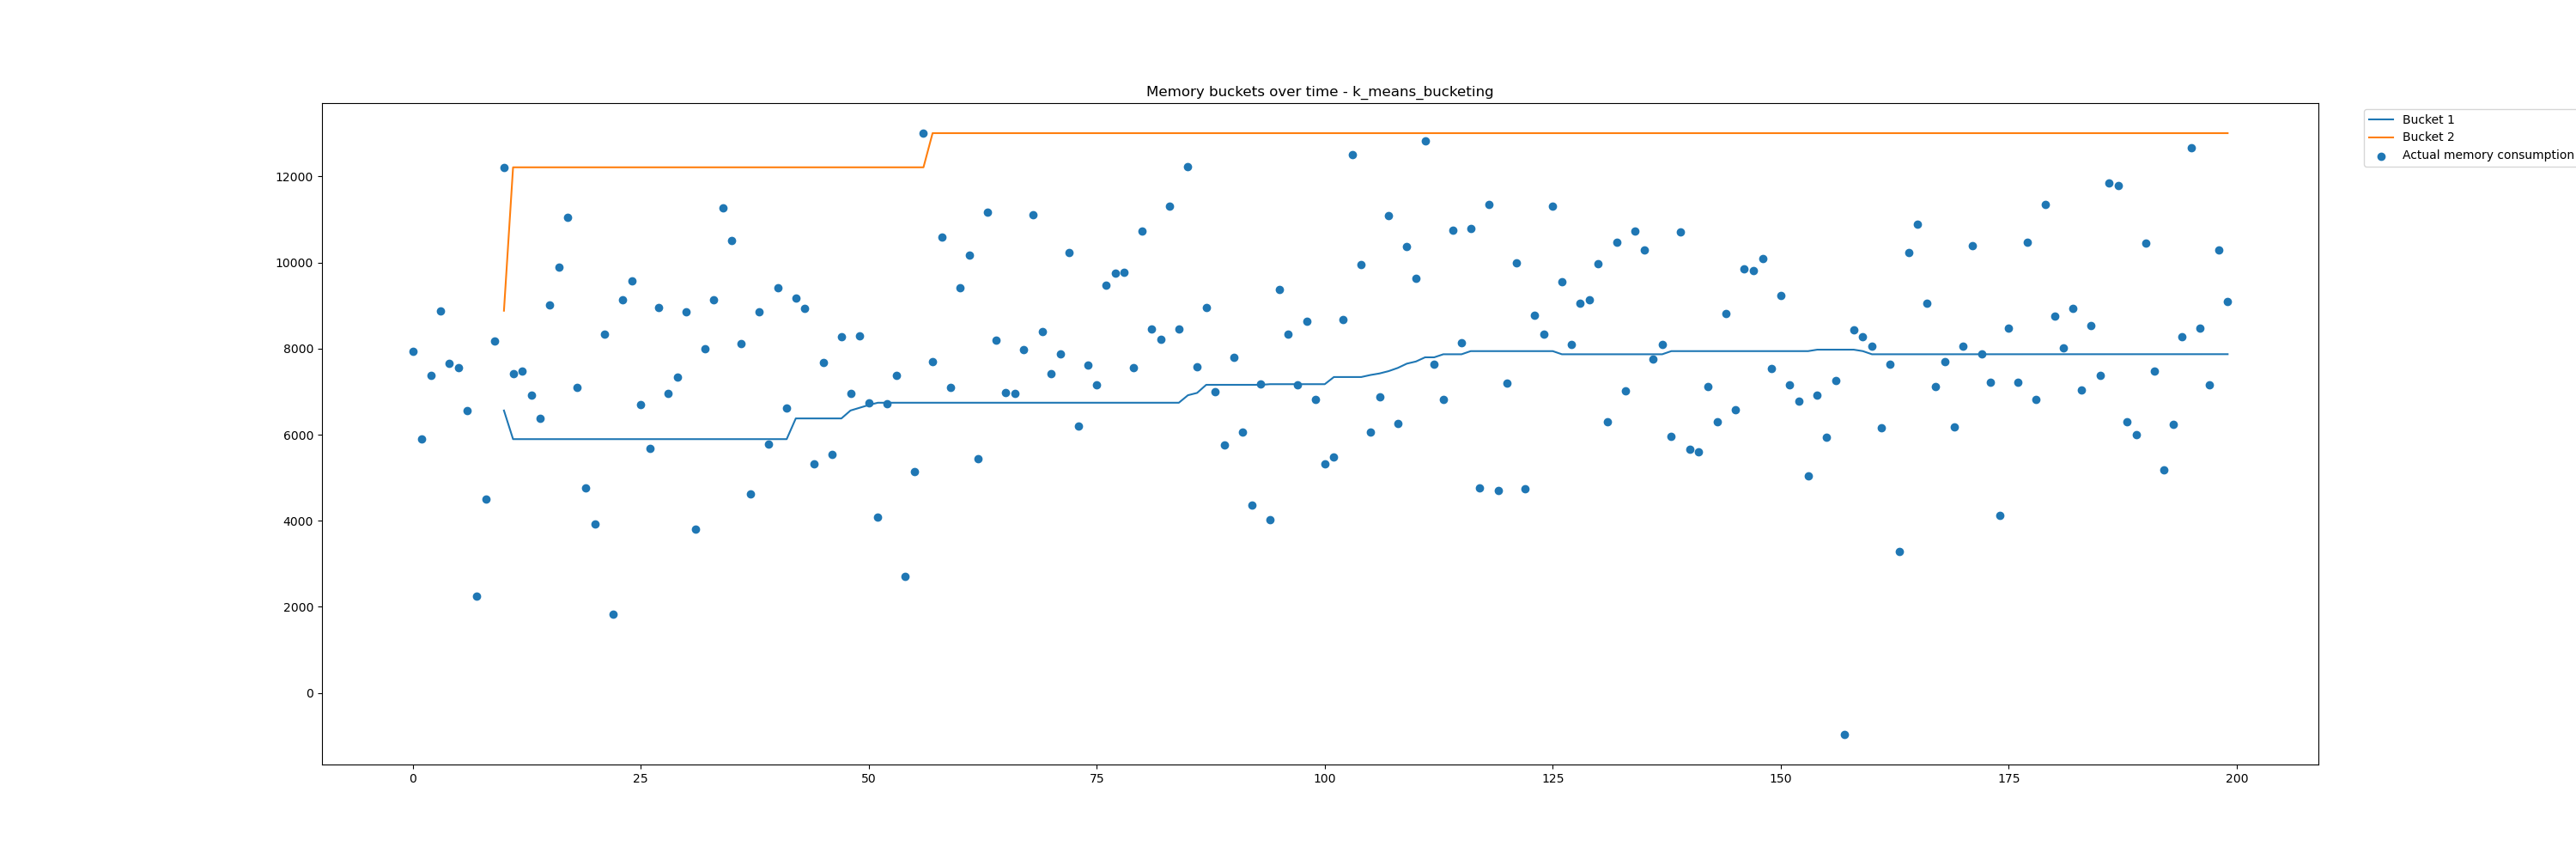 Memory buckets over time - k_means_bucketing
Bucket 1
Bucket 2
Actual memory consumption
12000
10000
8000
6000
4000
2000
0
0 25 50 75 100 125 150 175 200